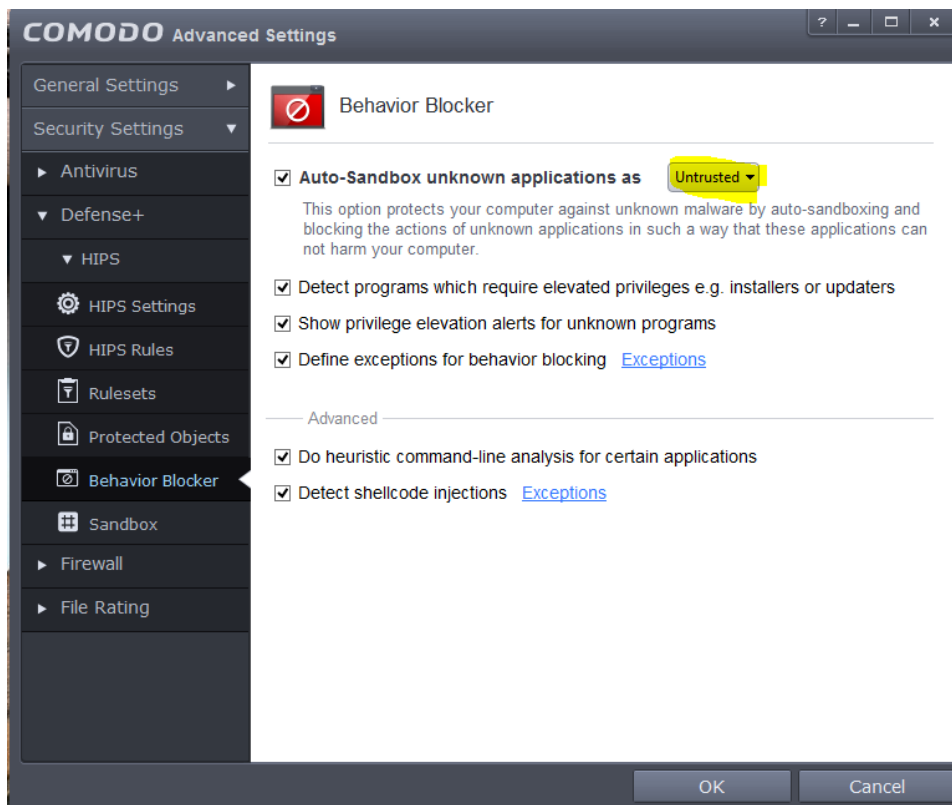 COMODO Advanced Settings
?
General Settings
Security Settings
Antivirus
Defense+
HIPS
HIPS Settings
HIPS Rules
Rulesets
Protected Objects
Behavior Blocker
Sandbox
Firewall
File Rating
Behavior Blocker
Auto-Sandbox unknown applications as Untrusted
This option protects your computer against unknown malware by auto-sandboxing and
blocking the actions of unknown applications in such a way that these applications can
not harm your computer.
Detect programs which require elevated privileges e.g. installers or updaters
Show privilege elevation alerts for unknown programs
Define exceptions for behavior blocking Exceptions
Advanced
Do heuristic command-line analysis for certain applications
Detect shellcode injections Exceptions
OK Cancel